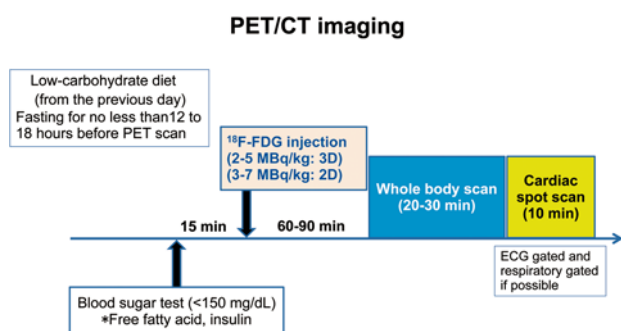 PET/CT imaging
Low-carbohydrate diet
(from the previous day)
Fasting for no less than12 to
18 hours before PET scan
¹⁸F-FDG injection
(2-5 MBq/kg: 3D)
(3-7 MBq/kg: 2D)
Whole body scan
(20-30 min)
Cardiac
spot scan
(10 min)
15 min
60-90 min
ECG gated and
respiratory gated
if possible
Blood sugar test (<150 mg/dL)
*Free fatty acid, insulin